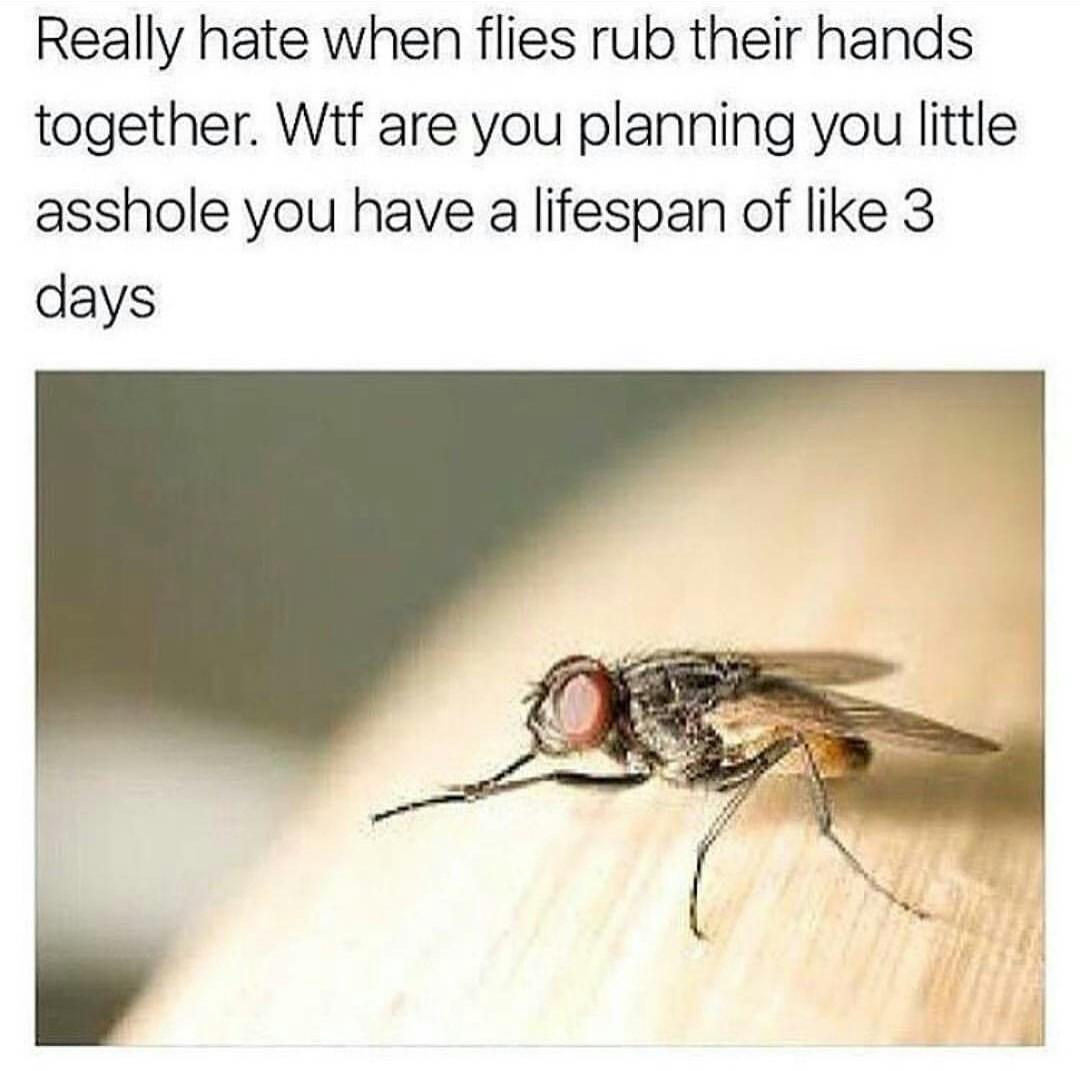 Really hate when flies rub their hands
together. Wtf are you planning you little
asshole you have a lifespan of like 3
days